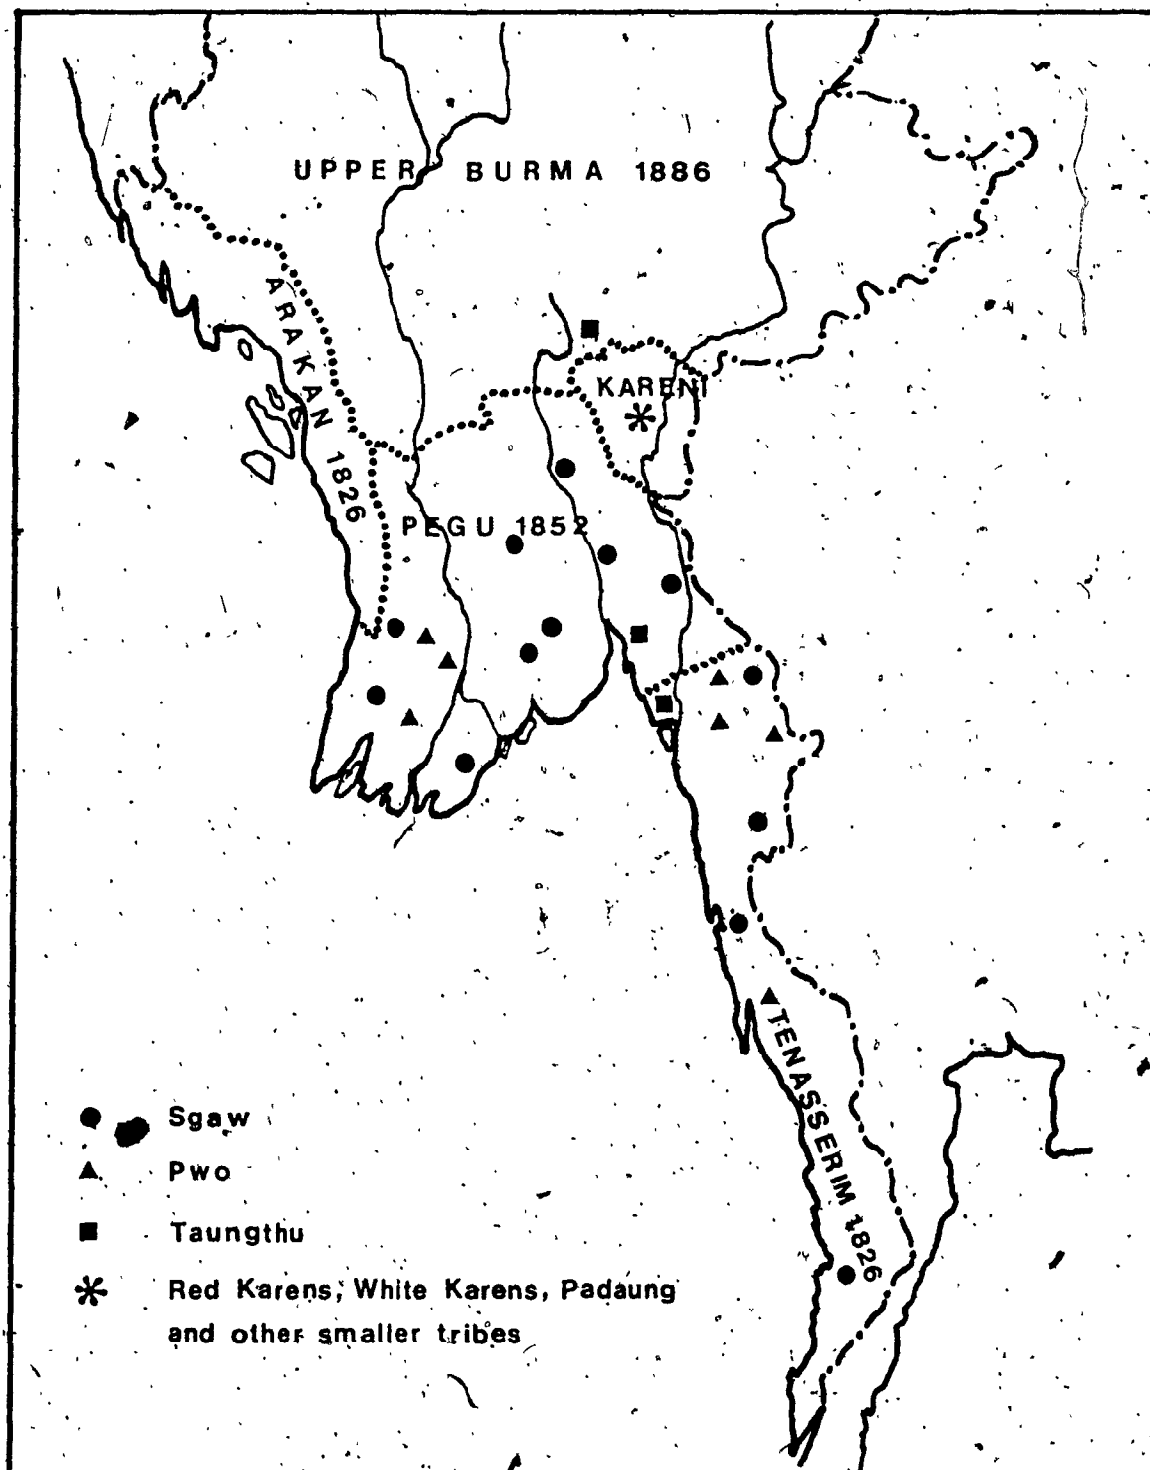 UPPER BURMA 1886
ARAKAN 1826
KARENI
PEGU 1852
TENASSERIM 1826
Sgaw
Pwo
Taungthu
Red Karens, White Karens, Padaung
and other smaller tribes